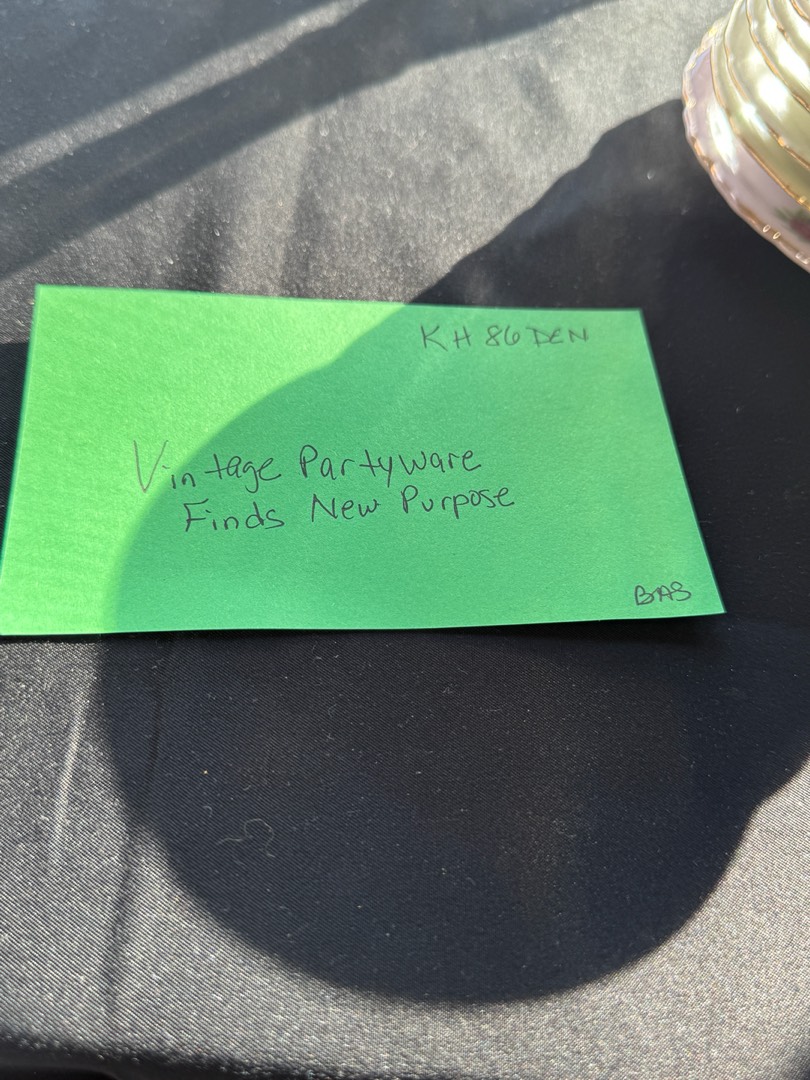 KH 86 DEN
Vintage Partyware
Finds New Purpose
BAS